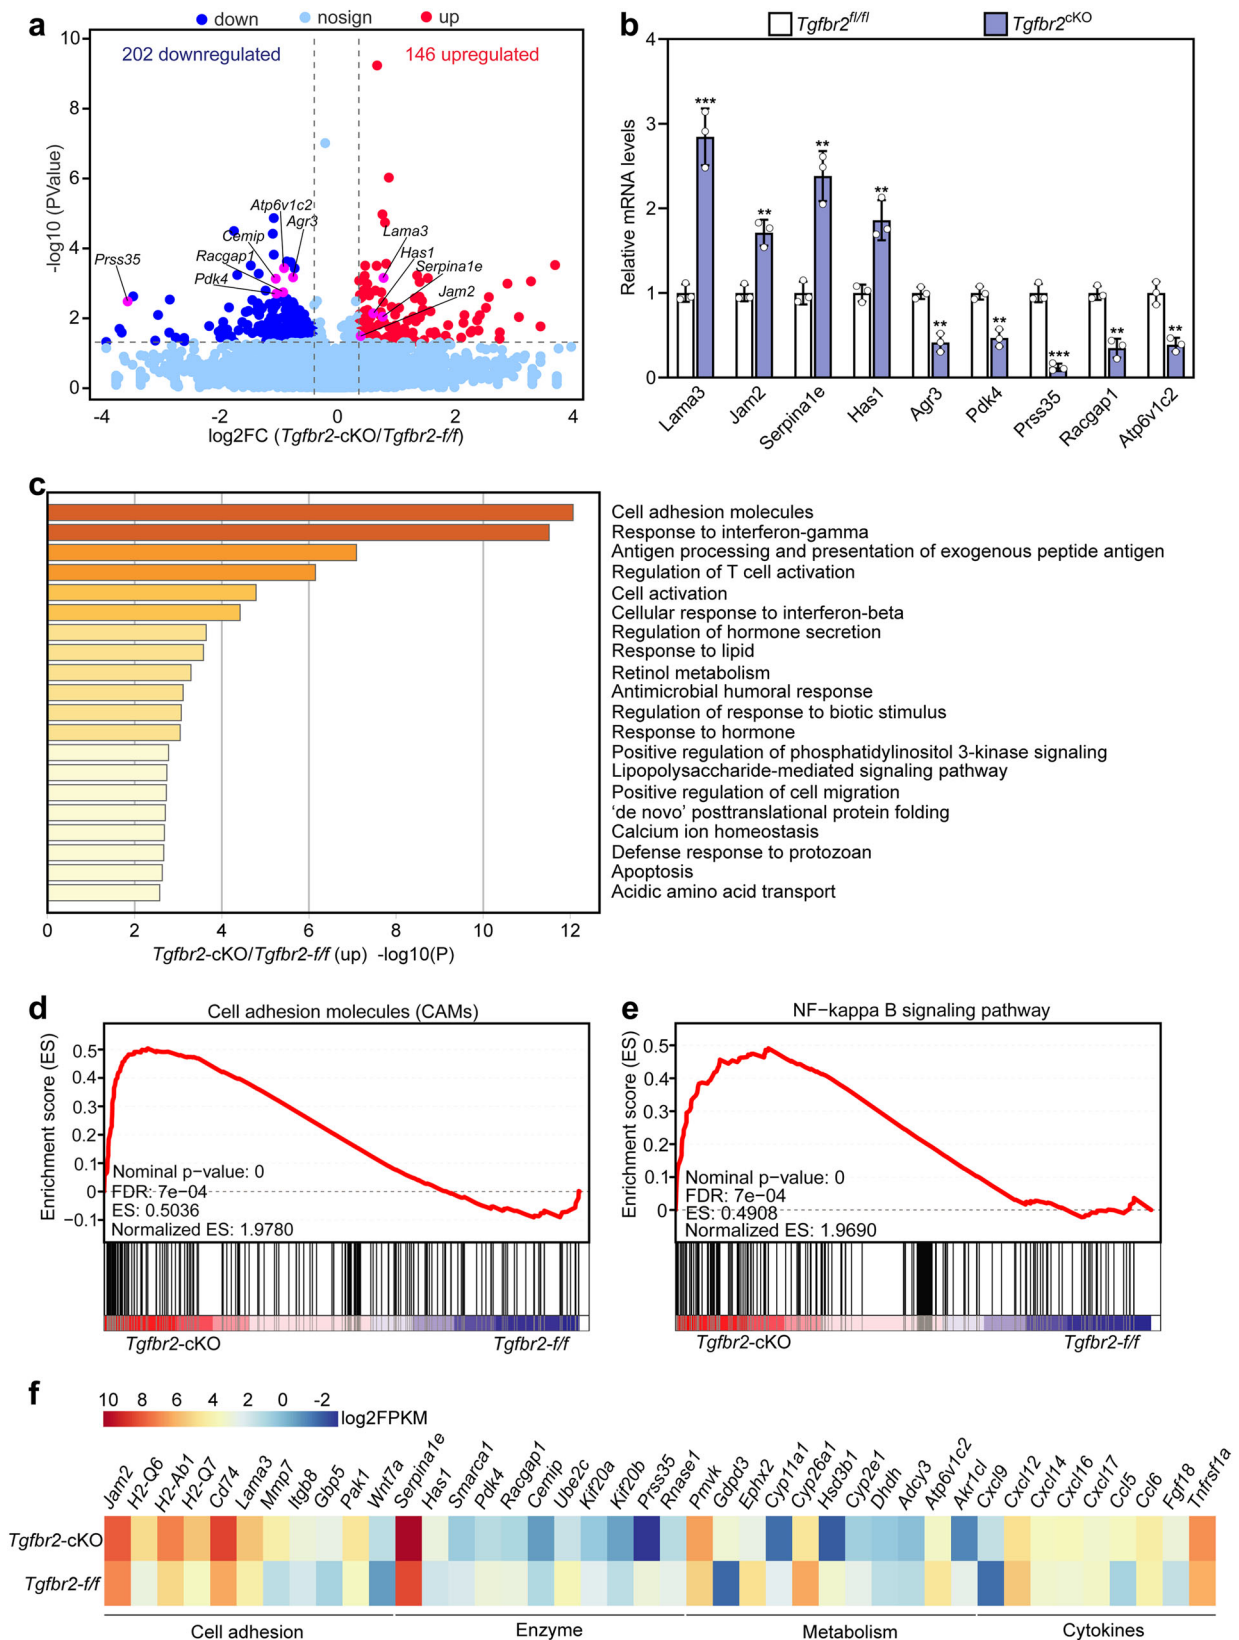 a
down nosign up
202 downregulated 146 upregulated
10
8
6
4
2
0
-log10 (PValue)
Atp6v1c2
Agr3
Cemip
Racgap1
Prss35
Pdk4
Lama3
Has1
Serpina1e
Jam2
-4 -2 0 2 4
log2FC (Tgfbr2-cKO/Tgfbr2-f/f)
b
Tgfbr2fl/fl Tgfbr2cKO
Relative mRNA levels
4
3
2
1
0
*** ** ** ** ** ** *** ** **
Lama3 Jam2 Serpina1e Has1 Agr3 Pdk4 Prss35 Racgap1 Atp6v1c2
c
Cell adhesion molecules
Response to interferon-gamma
Antigen processing and presentation of exogenous peptide antigen
Regulation of T cell activation
Cell activation
Cellular response to interferon-beta
Regulation of hormone secretion
Response to lipid
Retinol metabolism
Antimicrobial humoral response
Regulation of response to biotic stimulus
Response to hormone
Positive regulation of phosphatidylinositol 3-kinase signaling
Lipopolysaccharide-mediated signaling pathway
Positive regulation of cell migration
‘de novo’ posttranslational protein folding
Calcium ion homeostasis
Defense response to protozoan
Apoptosis
Acidic amino acid transport
0 2 4 6 8 10 12
Tgfbr2-cKO/Tgfbr2-f/f (up) -log10(P)
d
Cell adhesion molecules (CAMs)
Enrichment score (ES)
0.5
0.4
0.3
0.2
0.1
0
−0.1
Nominal p−value: 0
FDR: 7e−04
ES: 0.5036
Normalized ES: 1.9780
Tgfbr2-cKO Tgfbr2-f/f
e
NF−kappa B signaling pathway
Enrichment score (ES)
0.5
0.4
0.3
0.2
0.1
0
Nominal p−value: 0
FDR: 7e−04
ES: 0.4908
Normalized ES: 1.9690
Tgfbr2-cKO Tgfbr2-f/f
f
10 8 6 4 2 0 -2
log2FPKM
Jam2 H2-Q6 H2-Ab1 H2-Q7 Cd74 Lama3 Mmp7 Itgb8 Gbp5 Pak1 Wnt7a Serpina1e Has1 Smarca1 Pdk4 Racgap1 Cemip Ube2c Kif20a Kif20b Prss35 Rnase1 Pmvk Gdpd3 Ephx2 Cyp11a1 Cyp26a1 Hsd3b1 Cyp2e1 Dhdh Adcy3 Atp6v1c2 Akr1cl Cxcl9 Cxcl12 Cxcl14 Cxcl16 Cxcl17 Ccl5 Ccl6 Fgf18 Tnfrsf1a
Tgfbr2-cKO
Tgfbr2-f/f
Cell adhesion Enzyme Metabolism Cytokines